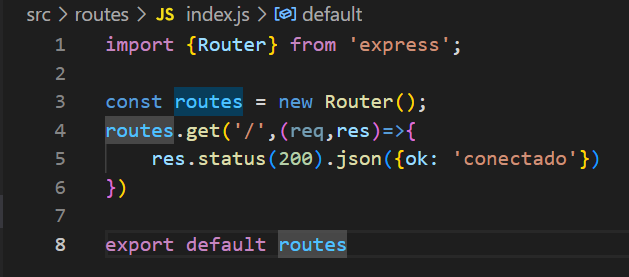 src > routes > JS index.js > default
1 import {Router} from 'express';
2
3 const routes = new Router();
4 routes.get('/',(req,res)=>{
5     res.status(200).json({ok: 'conectado'})
6 })
7
8 export default routes